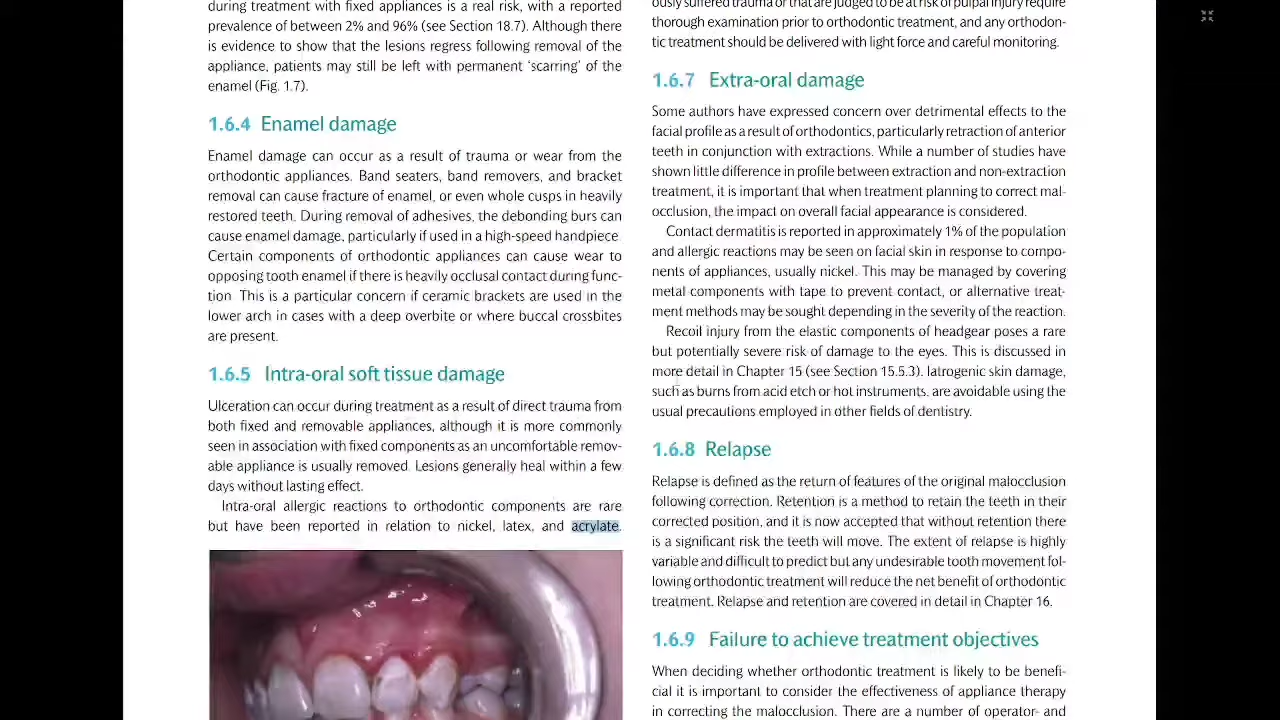 during treatment with fixed appliances is a real risk, with a reported
prevalence of between 2% and 96% (see Section 18.7). Although there
is evidence to show that the lesions regress following removal of the
appliance, patients may still be left with permanent ‘scarring’ of the
enamel (Fig. 1.7).
1.6.4 Enamel damage
Enamel damage can occur as a result of trauma or wear from the
orthodontic appliances. Band seaters, band removers, and bracket
removal can cause fracture of enamel, or even whole cusps in heavily
restored teeth. During removal of adhesives, the debonding burs can
cause enamel damage, particularly if used in a high-speed handpiece.
Certain components of orthodontic appliances can cause wear to
opposing tooth enamel if there is heavily occlusal contact during func-
tion. This is a particular concern if ceramic brackets are used in the
lower arch in cases with a deep overbite or where buccal crossbites
are present.
1.6.5 Intra-oral soft tissue damage
Ulceration can occur during treatment as a result of direct trauma from
both fixed and removable appliances, although it is more commonly
seen in association with fixed components as an uncomfortable remov-
able appliance is usually removed. Lesions generally heal within a few
days without lasting effect.
Intra-oral allergic reactions to orthodontic components are rare
but have been reported in relation to nickel, latex, and acrylate.
ously suffered trauma or that are judged to be at risk of pulpal injury require
thorough examination prior to orthodontic treatment, and any orthodon-
tic treatment should be delivered with light force and careful monitoring.
1.6.7 Extra-oral damage
Some authors have expressed concern over detrimental effects to the
facial profile as a result of orthodontics, particularly retraction of anterior
teeth in conjunction with extractions. While a number of studies have
shown little difference in profile between extraction and non-extraction
treatment, it is important that when treatment planning to correct mal-
occlusion, the impact on overall facial appearance is considered.
Contact dermatitis is reported in approximately 1% of the population
and allergic reactions may be seen on facial skin in response to compo-
nents of appliances, usually nickel. This may be managed by covering
metal components with tape to prevent contact, or alternative treat-
ment methods may be sought depending in the severity of the reaction.
Recoil injury from the elastic components of headgear poses a rare
but potentially severe risk of damage to the eyes. This is discussed in
more detail in Chapter 15 (see Section 15.5.3). Iatrogenic skin damage,
such as burns from acid etch or hot instruments, are avoidable using the
usual precautions employed in other fields of dentistry.
1.6.8 Relapse
Relapse is defined as the return of features of the original malocclusion
following correction. Retention is a method to retain the teeth in their
corrected position, and it is now accepted that without retention there
is a significant risk the teeth will move. The extent of relapse is highly
variable and difficult to predict but any undesirable tooth movement fol-
lowing orthodontic treatment will reduce the net benefit of orthodontic
treatment. Relapse and retention are covered in detail in Chapter 16.
1.6.9 Failure to achieve treatment objectives
When deciding whether orthodontic treatment is likely to be benefi-
cial it is important to consider the effectiveness of appliance therapy
in correcting the malocclusion. There are a number of operator- and